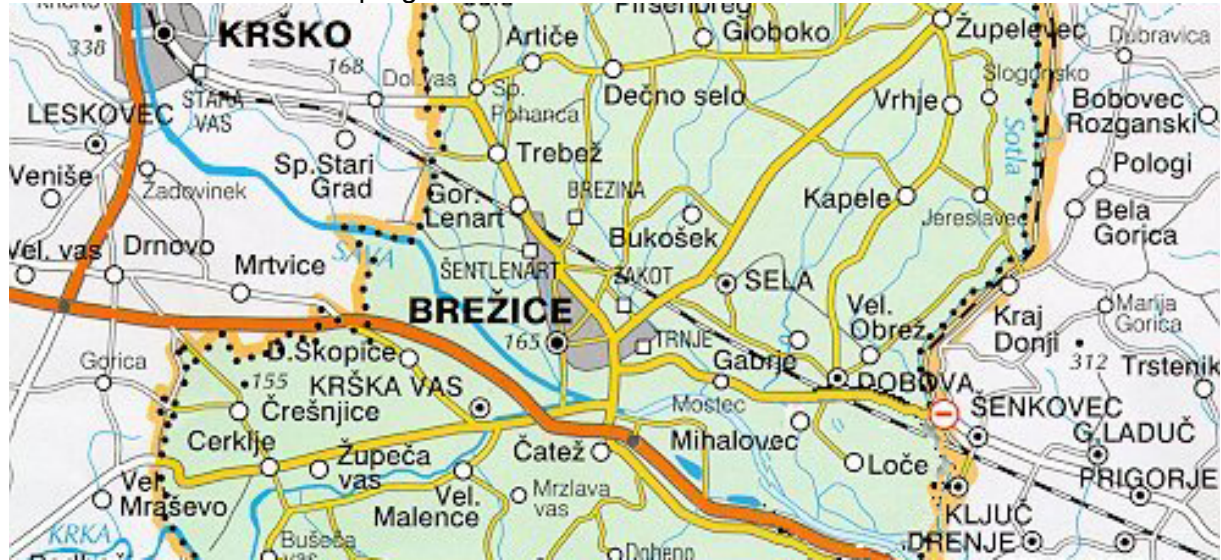 KRŠKO
338
168
Artiče
Globoko
Župelevec
Dubravica
Dol. vas
Sp.
Pohanca
Dečno selo
Slogonsko
Vrhje
Bobovec
Rozganski
STARA
VAS
LESKOVEC
Sp. Stari
Grad
Trebež
Sotla
Pologi
Veniše
Žadovinek
Gor.
Lenart
BREZINA
Kapele
Jereslavec
Bela
Gorica
Vel. vas
Drnovo
Mrtvice
SAVA
ŠENTLENART
Bukošek
ZAKOT
SELA
BREŽICE
165
TRNJE
Vel.
Obrež
Kraj
Donji
Marija
Gorica
312
Trstenik
Gorica
D. Skopice
155
KRŠKA VAS
Gabrje
DOBOVA
Črešnjice
Mostec
ŠENKOVEC
G. LADUČ
Cerklje
Župeča
vas
Čatež
Mihalovec
Loče
PRIGORJE
Vel.
Mraševo
Vel.
Malence
Mrzlava
vas
KLJUČ
KRKA
Bušeča
vas
DRENJE